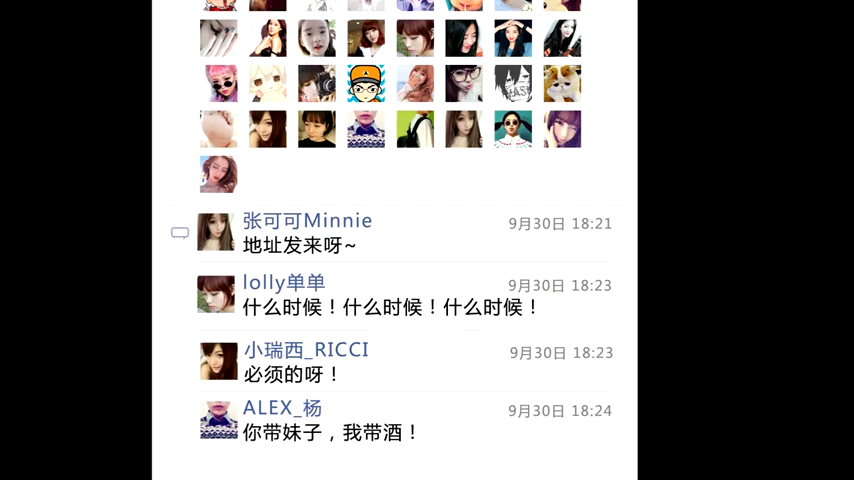 张可可Minnie 9月30日 18:21
地址发来呀~
lolly单单 9月30日 18:23
什么时候！什么时候！什么时候！
小瑞西_RICCI 9月30日 18:23
必须的呀！
ALEX_杨 9月30日 18:24
你带妹子，我带酒！